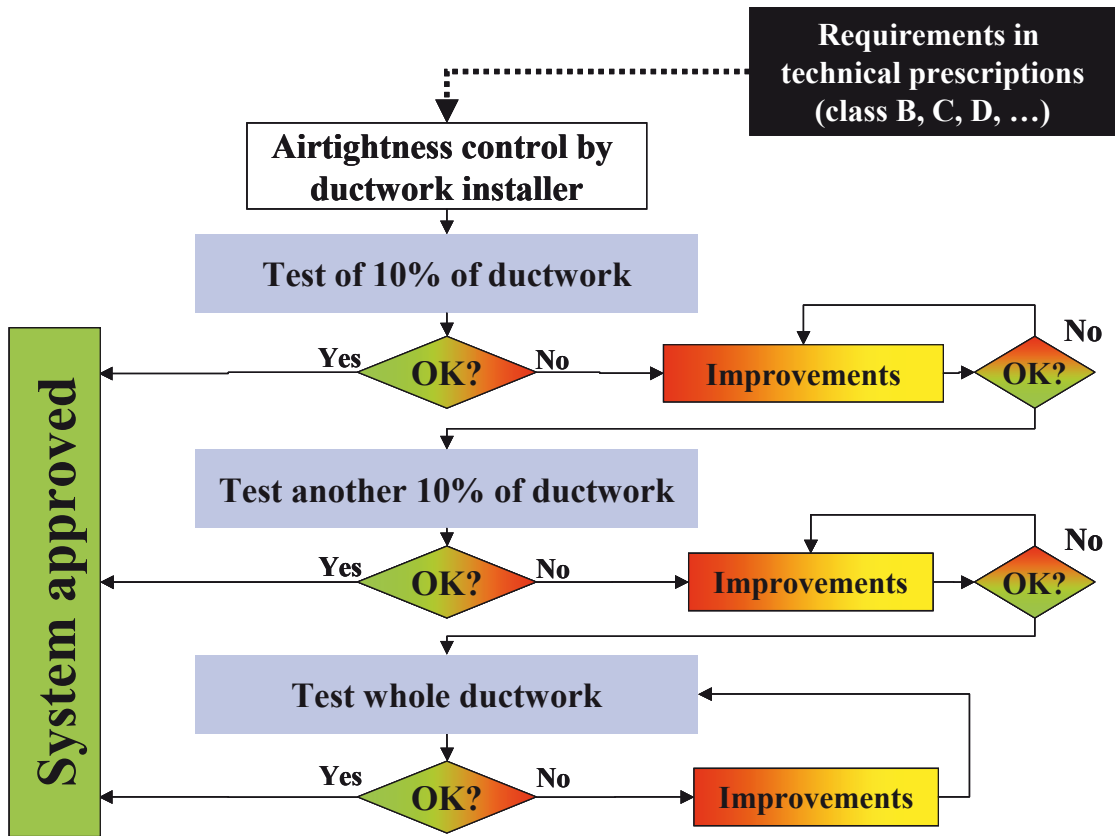 Requirements in
technical prescriptions
(class B, C, D, …)
Airtightness control by
ductwork installer
Test of 10% of ductwork
Yes
OK?
No
Improvements
OK?
No
Test another 10% of ductwork
Yes
OK?
No
Improvements
OK?
No
Test whole ductwork
Yes
OK?
No
Improvements
System approved